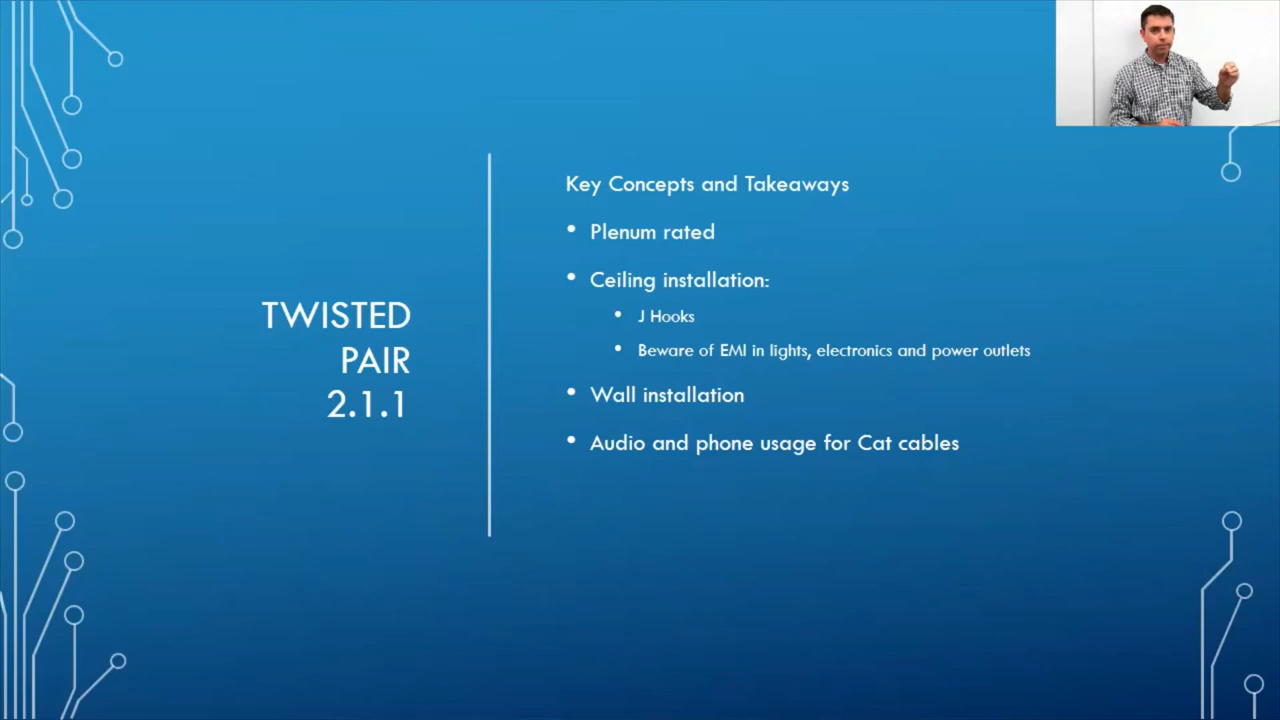 TWISTED
PAIR
2.1.1
Key Concepts and Takeaways
• Plenum rated
• Ceiling installation:
• J Hooks
• Beware of EMI in lights, electronics and power outlets
• Wall installation
• Audio and phone usage for Cat cables